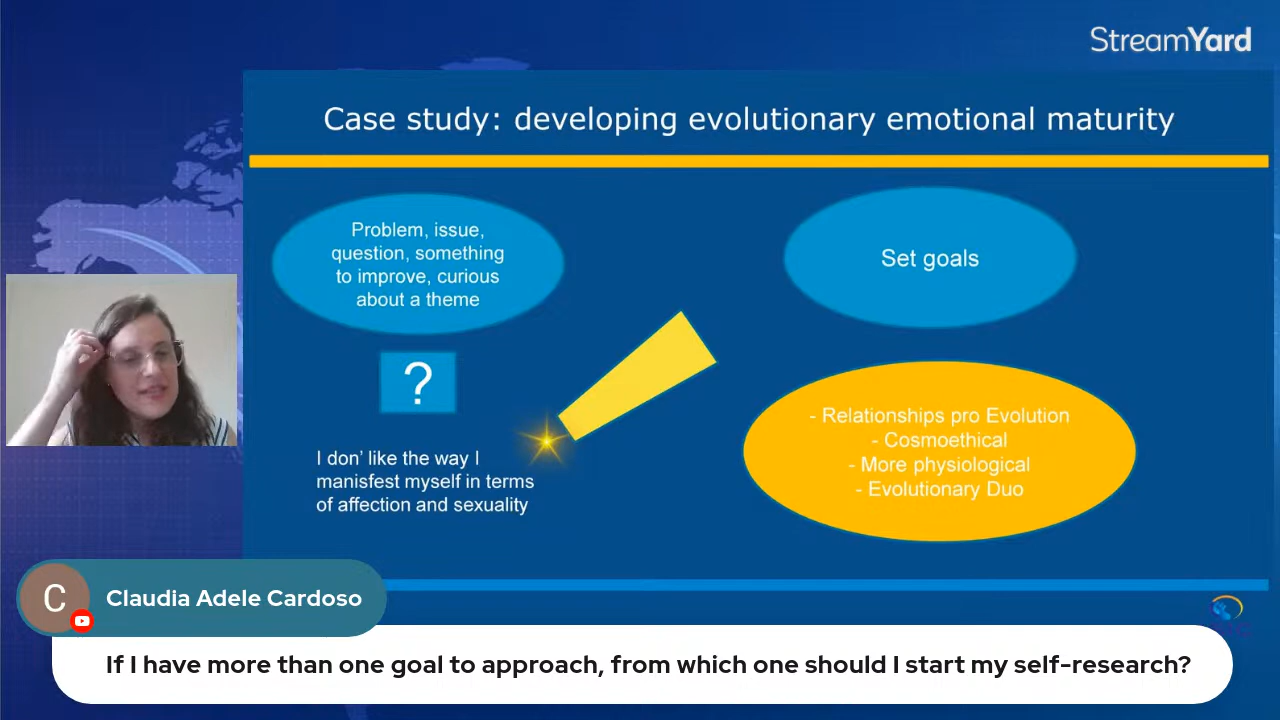 StreamYard
Case study: developing evolutionary emotional maturity
Problem, issue,
question, something
to improve, curious
about a theme
?
I don' like the way I
manisfest myself in terms
of affection and sexuality
Set goals
- Relationships pro Evolution
- Cosmoethical
- More physiological
- Evolutionary Duo
C
Claudia Adele Cardoso
If I have more than one goal to approach, from which one should I start my self-research?